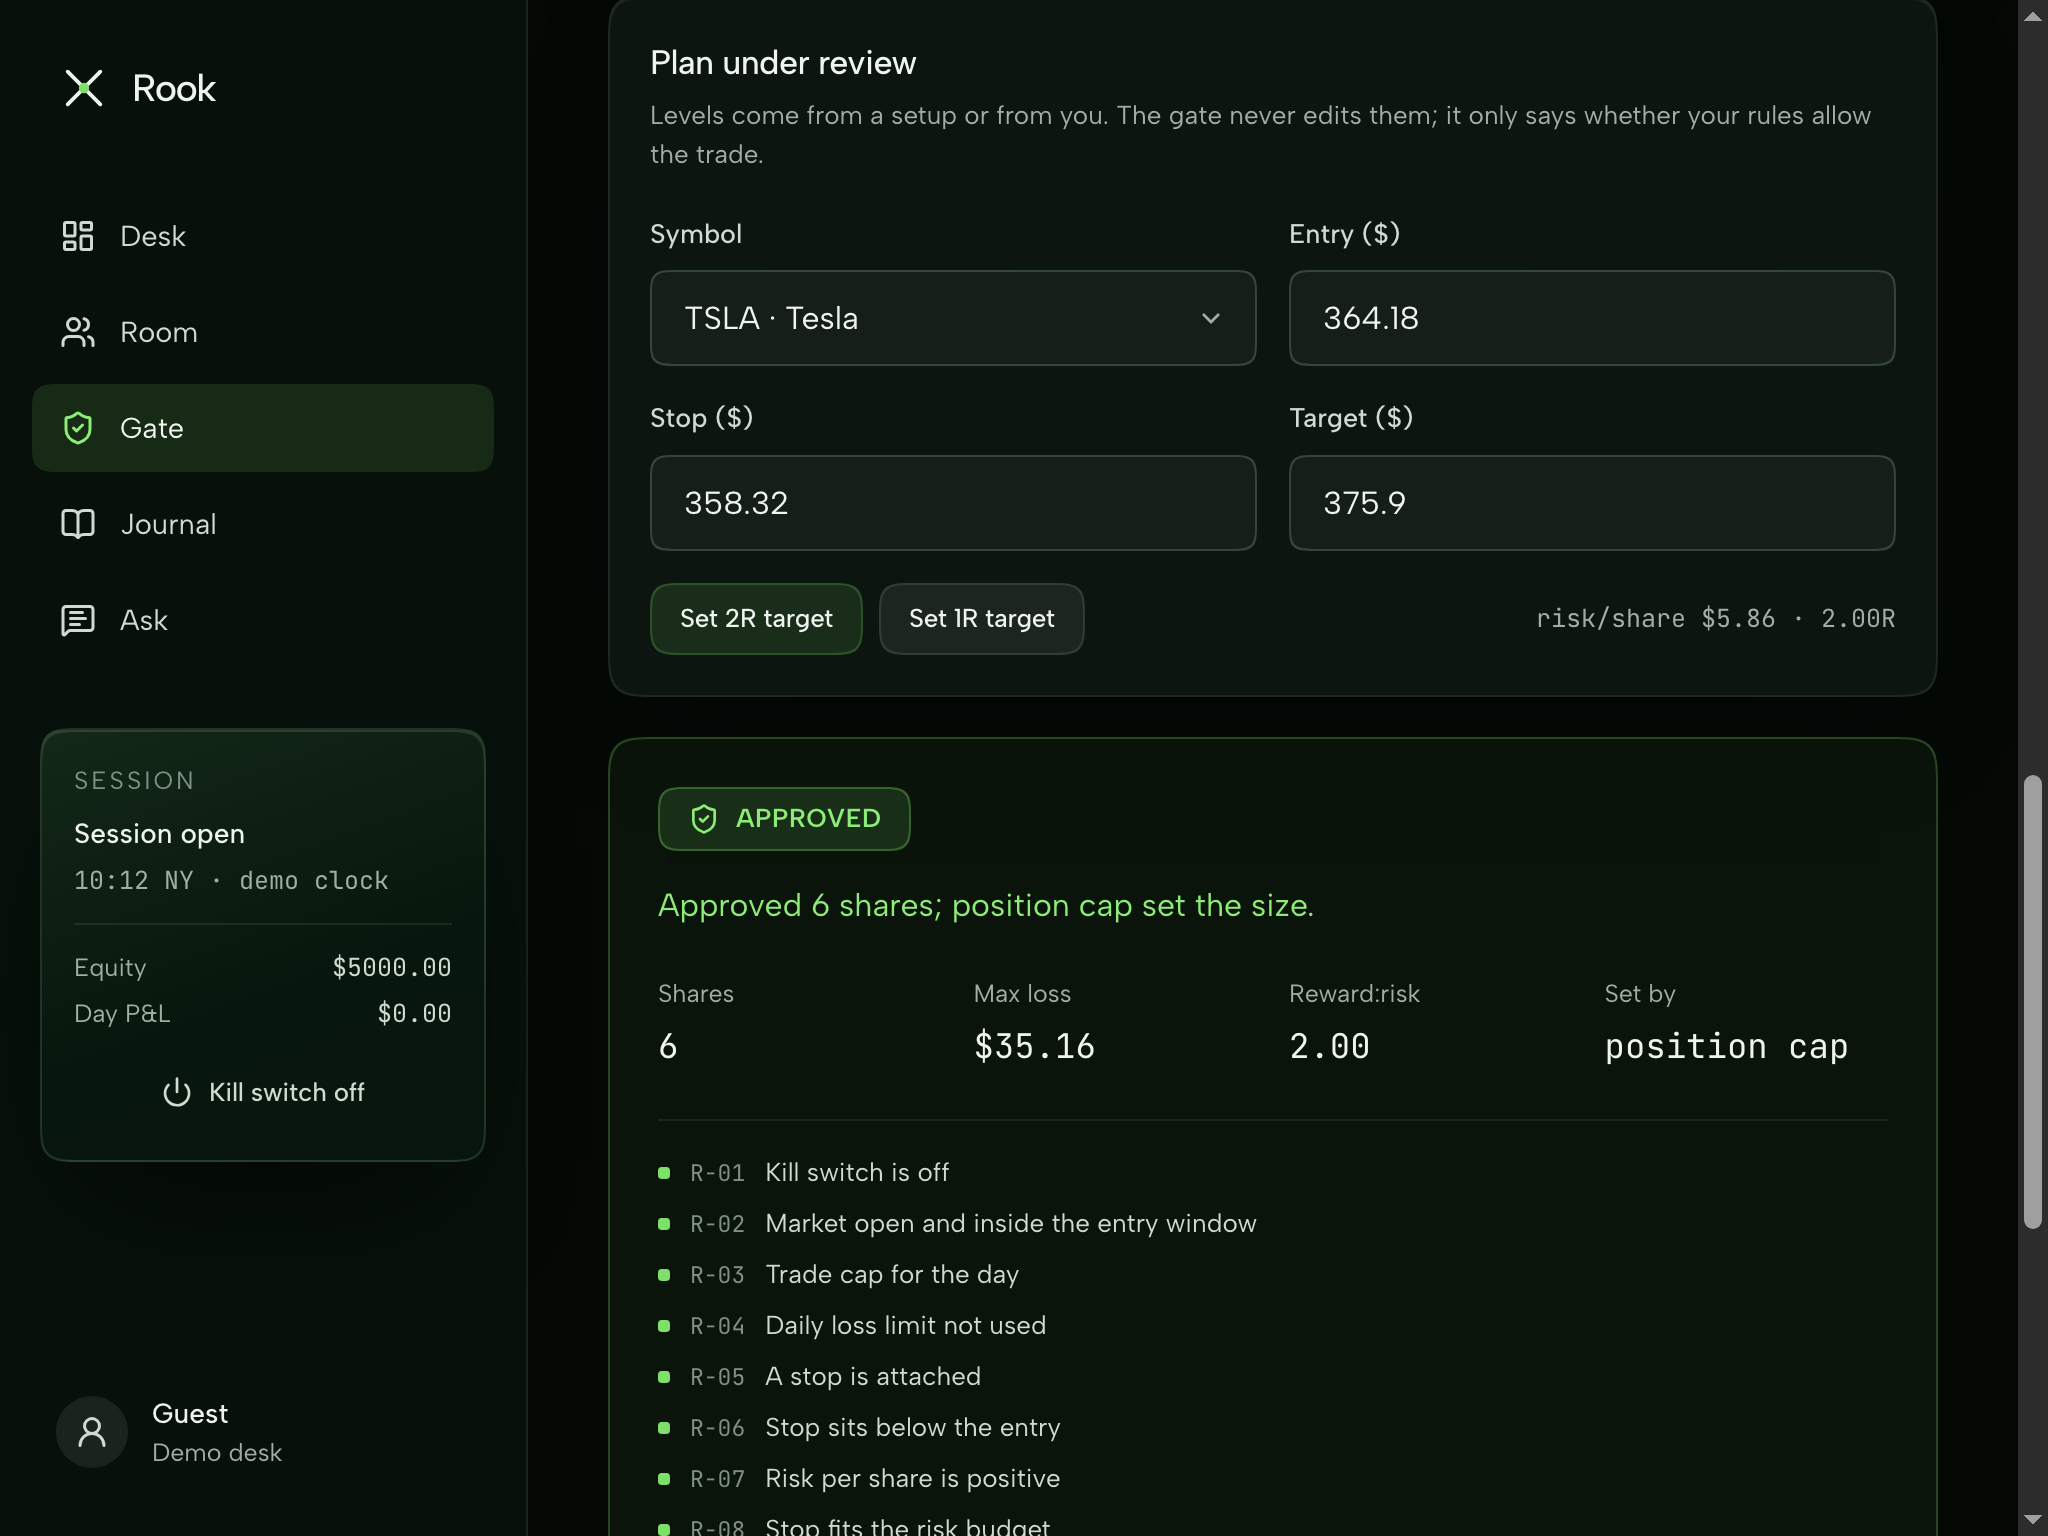 Rook
Desk
Room
Gate
Journal
Ask
SESSION
Session open
10:12 NY · demo clock
Equity $5000.00
Day P&L $0.00
Kill switch off
Guest
Demo desk
Plan under review
Levels come from a setup or from you. The gate never edits them; it only says whether your rules allow
the trade.
Symbol
TSLA · Tesla
Entry ($)
364.18
Stop ($)
358.32
Target ($)
375.9
Set 2R target
Set 1R target
risk/share $5.86 · 2.00R
APPROVED
Approved 6 shares; position cap set the size.
Shares
6
Max loss
$35.16
Reward:risk
2.00
Set by
position cap
R-01 Kill switch is off
R-02 Market open and inside the entry window
R-03 Trade cap for the day
R-04 Daily loss limit not used
R-05 A stop is attached
R-06 Stop sits below the entry
R-07 Risk per share is positive
R-08 Stop fits the risk budget